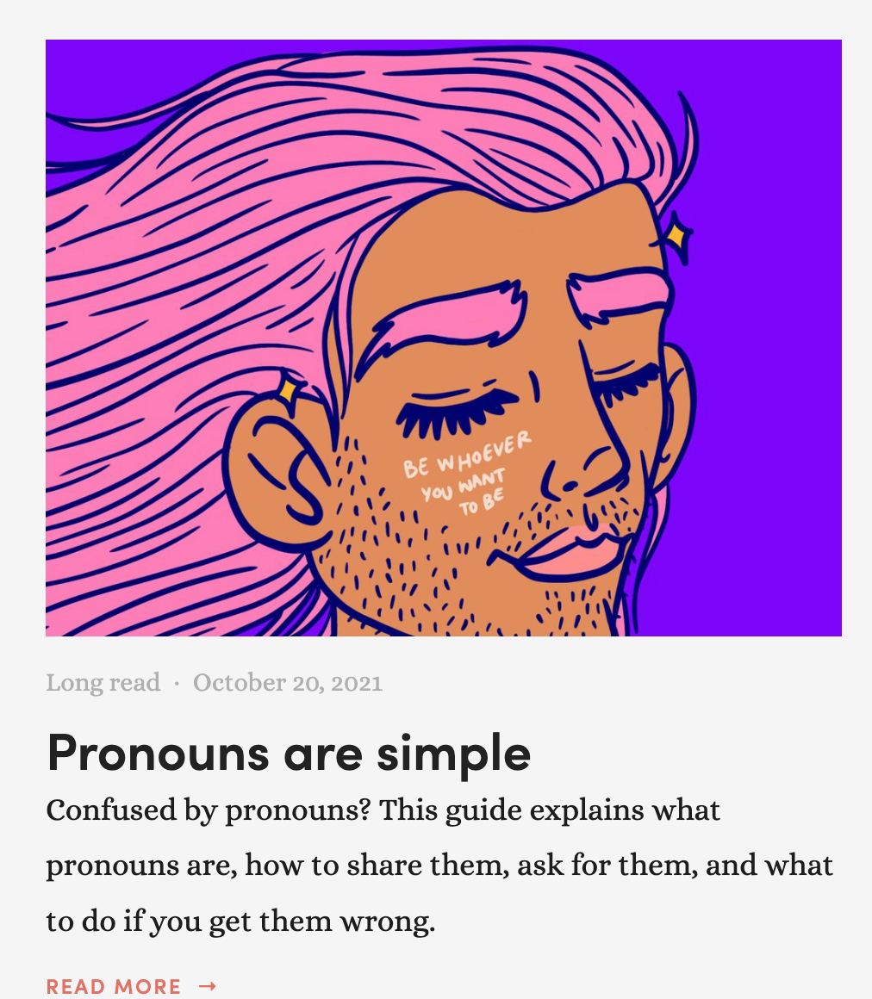 BE WHOEVER
YOU WANT
TO BE
Long read · October 20, 2021
Pronouns are simple
Confused by pronouns? This guide explains what
pronouns are, how to share them, ask for them, and what
to do if you get them wrong.
READ MORE →